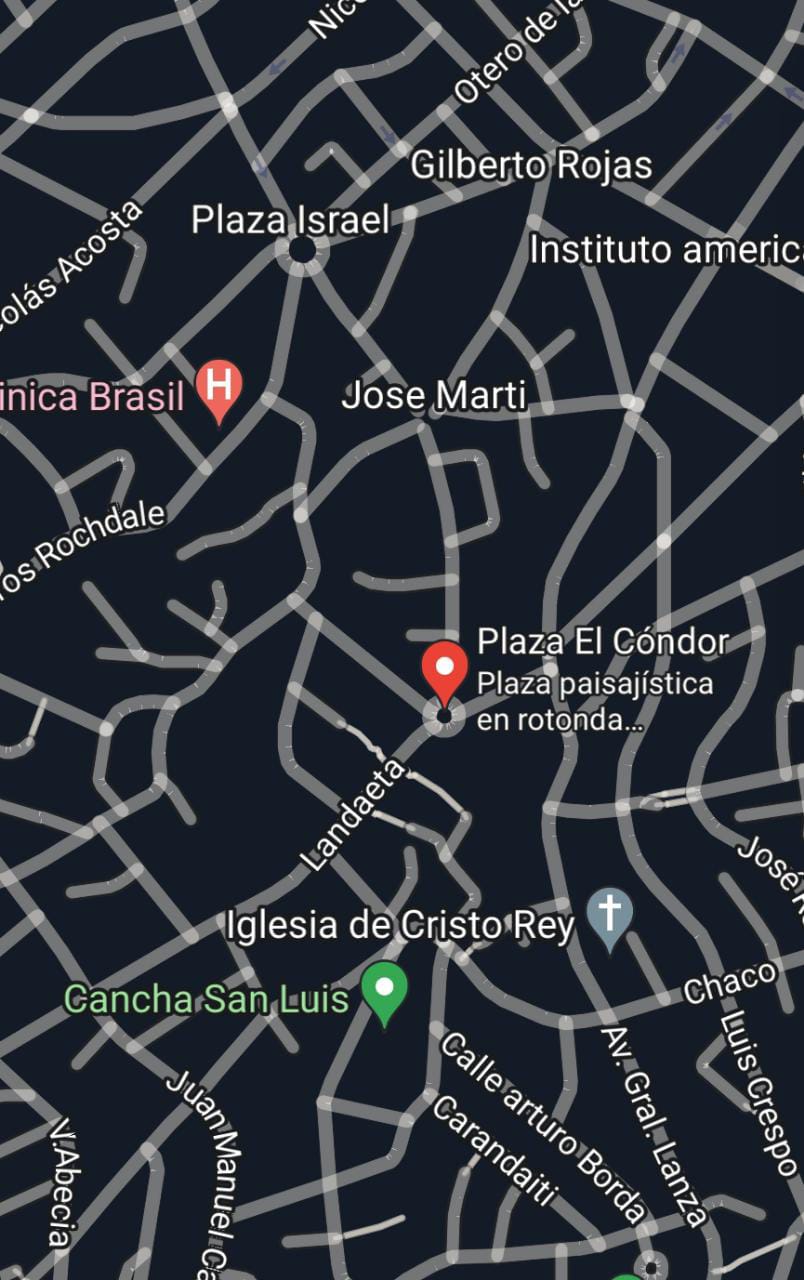 Otero de la
Gilberto Rojas
Plaza Israel
Instituto americ
olás Acosta
inica Brasil
H
Jose Marti
os Rochdale
Plaza El Cóndor
Plaza paisajística
en rotonda...
Landaeta
José
Iglesia de Cristo Rey
Cancha San Luis
Chaco
Luis Crespo
Av. Gral. Lanza
Calle arturo Borda
Carandaiti
Juan Manuel Ca
V.Abecia